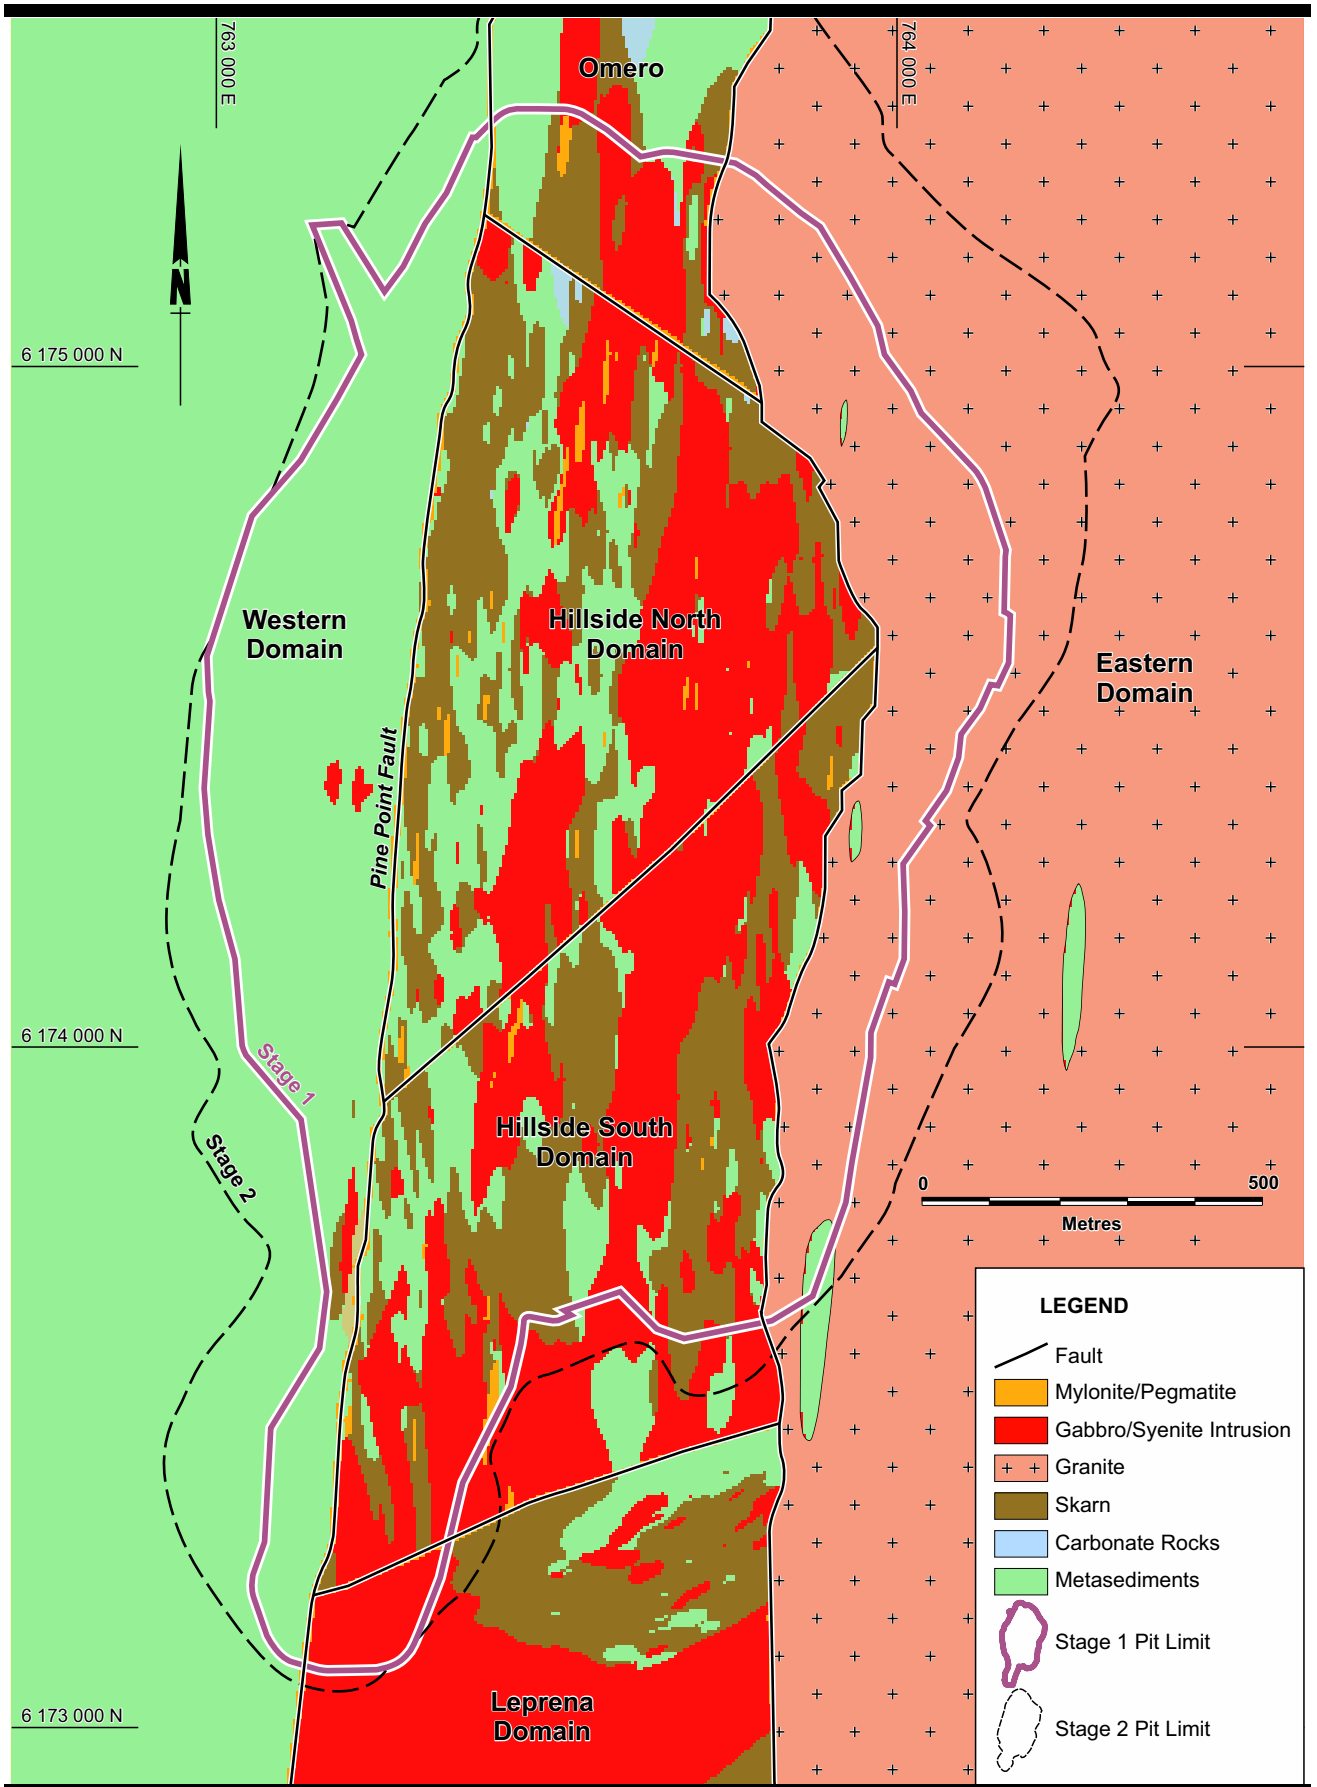 763 000 E
764 000 E
Omero
N
6 175 000 N
Western
Domain
Hillside North
Domain
Eastern
Domain
Pine Point Fault
6 174 000 N
Stage 1
Stage 2
Hillside South
Domain
0
500
Metres
LEGEND
Fault
Mylonite/Pegmatite
Gabbro/Syenite Intrusion
Granite
Skarn
Carbonate Rocks
Metasediments
Stage 1 Pit Limit
Stage 2 Pit Limit
Leprena
Domain
6 173 000 N